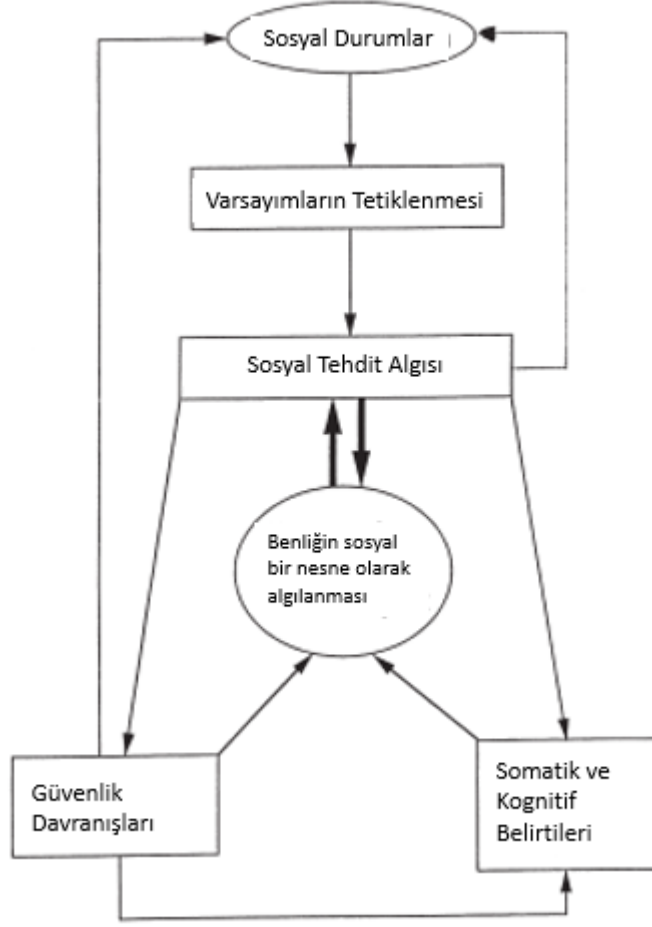 Sosyal Durumlar
Varsayımların Tetiklenmesi
Sosyal Tehdit Algısı
Benliğin sosyal
bir nesne olarak
algılanması
Güvenlik
Davranışları
Somatik ve
Kognitif
Belirtileri